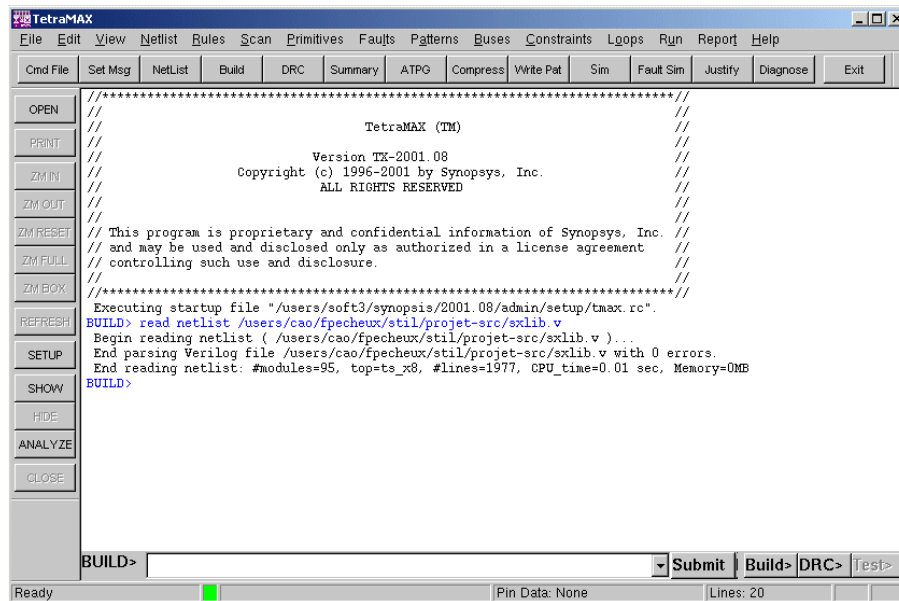 TetraMAX
File Edit View Netlist Rules Scan Primitives Faults Patterns Buses Constraints Loops Run Report Help
Cmd File Set Msg NetList Build DRC Summary ATPG Compress Write Pat Sim Fault Sim Justify Diagnose Exit
OPEN
PRINT
ZM IN
ZM OUT
ZM RESET
ZM FULL
ZM BOX
REFRESH
SETUP
SHOW
HIDE
ANALYZE
CLOSE
//************************************************************************//
// //
// TetraMAX (TM) //
// //
// Version TX-2001.08 //
// Copyright (c) 1996-2001 by Synopsys, Inc. //
// ALL RIGHTS RESERVED //
// //
// //
// This program is proprietary and confidential information of Synopsys, Inc. //
// and may be used and disclosed only as authorized in a license agreement //
// controlling such use and disclosure. //
// //
//************************************************************************//
Executing startup file "/users/soft3/synopsis/2001.08/admin/setup/tmax.rc".
BUILD> read netlist /users/cao/fpecheux/stil/projet-src/sxlib.v
Begin reading netlist ( /users/cao/fpecheux/stil/projet-src/sxlib.v )...
End parsing Verilog file /users/cao/fpecheux/stil/projet-src/sxlib.v with 0 errors.
End reading netlist: #modules=95, top=ts_x8, #lines=1977, CPU_time=0.01 sec, Memory=0MB
BUILD>
BUILD> Submit Build> DRC> Test>
Ready Pin Data: None Lines: 20